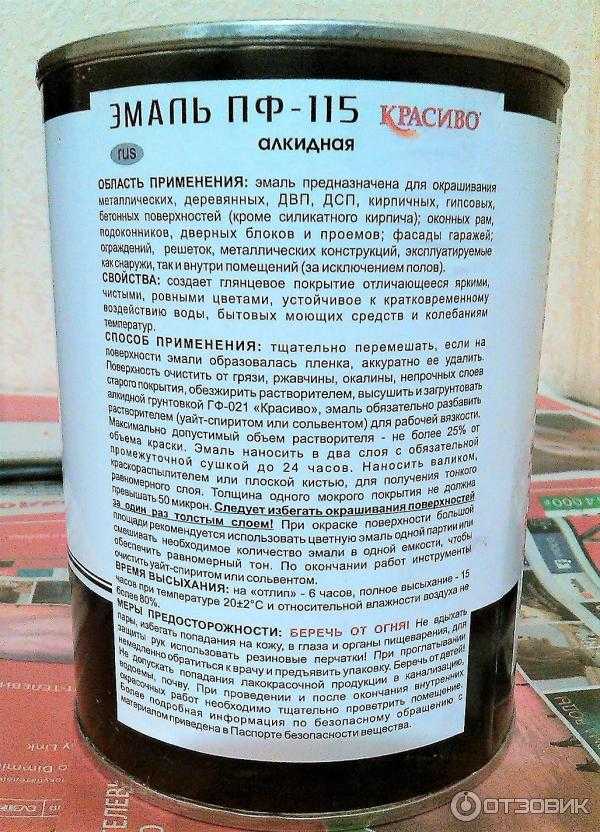 ЭМАЛЬ ПФ-115 КРАСИВО
rus
алкидная
ОБЛАСТЬ ПРИМЕНЕНИЯ: эмаль предназначена для окрашивания
металлических, деревянных, ДВП, ДСП, кирпичных, гипсовых,
бетонных поверхностей (кроме силикатного кирпича); оконных рам,
подоконников, дверных блоков и проемов; фасады гаражей;
ограждений, решеток, металлических конструкций, эксплуатируемые
как снаружи, так и внутри помещений (за исключением полов).
СВОЙСТВА: создает глянцевое покрытие отличающееся яркими,
чистыми, ровными цветами, устойчивое к кратковременному
воздействию воды, бытовых моющих средств и колебаниям
температур.
СПОСОБ ПРИМЕНЕНИЯ: тщательно перемешать, если на
поверхности эмали образовалась пленка, аккуратно ее удалить.
Поверхность очистить от грязи, ржавчины, окалины, непрочных слоев
старого покрытия, обезжирить растворителем, высушить и загрунтовать
алкидной грунтовкой ГФ-021 «Красиво», эмаль обязательно разбавить
растворителем (уайт-спиритом или сольвентом) для рабочей вязкости.
Максимально допустимый объем растворителя - не более 25% от
объема краски. Эмаль наносить в два слоя с обязательной
промежуточной сушкой до 24 часов. Наносить валиком,
краскораспылителем или плоской кистью, для получения тонкого
равномерного слоя. Толщина одного мокрого покрытия не должна
превышать 50 микрон. Следует избегать окрашивания поверхностей
за один раз толстым слоем! При окраске поверхности большой
площади рекомендуется использовать цветную эмаль одной партии или
смешивать необходимое количество эмали в одной емкости, чтобы
обеспечить равномерный тон. По окончании работ инструменты
очистить уайт-спиритом или сольвентом.
ВРЕМЯ ВЫСЫХАНИЯ: на «отлип» - 6 часов, полное высыхание - 15
часов при температуре 20±2°С и относительной влажности воздуха не
более 80%.
МЕРЫ ПРЕДОСТОРОЖНОСТИ: БЕРЕЧЬ ОТ ОГНЯ! Не вдыхать
пары, избегать попадания на кожу, в глаза и органы пищеварения, для
защиты рук использовать резиновые перчатки! При проглатывании
немедленно обратиться к врачу и предъявить упаковку. Беречь от детей!
Не допускать попадания лакокрасочной продукции в канализацию,
водоемы, почву. При проведении и после окончания внутренних
окрасочных работ необходимо тщательно проветрить помещение.
Более подробная информация по безопасному обращению с
материалом приведена в Паспорте безопасности вещества.
4 000
y Link
о Dimmi
ОТЗОВИК